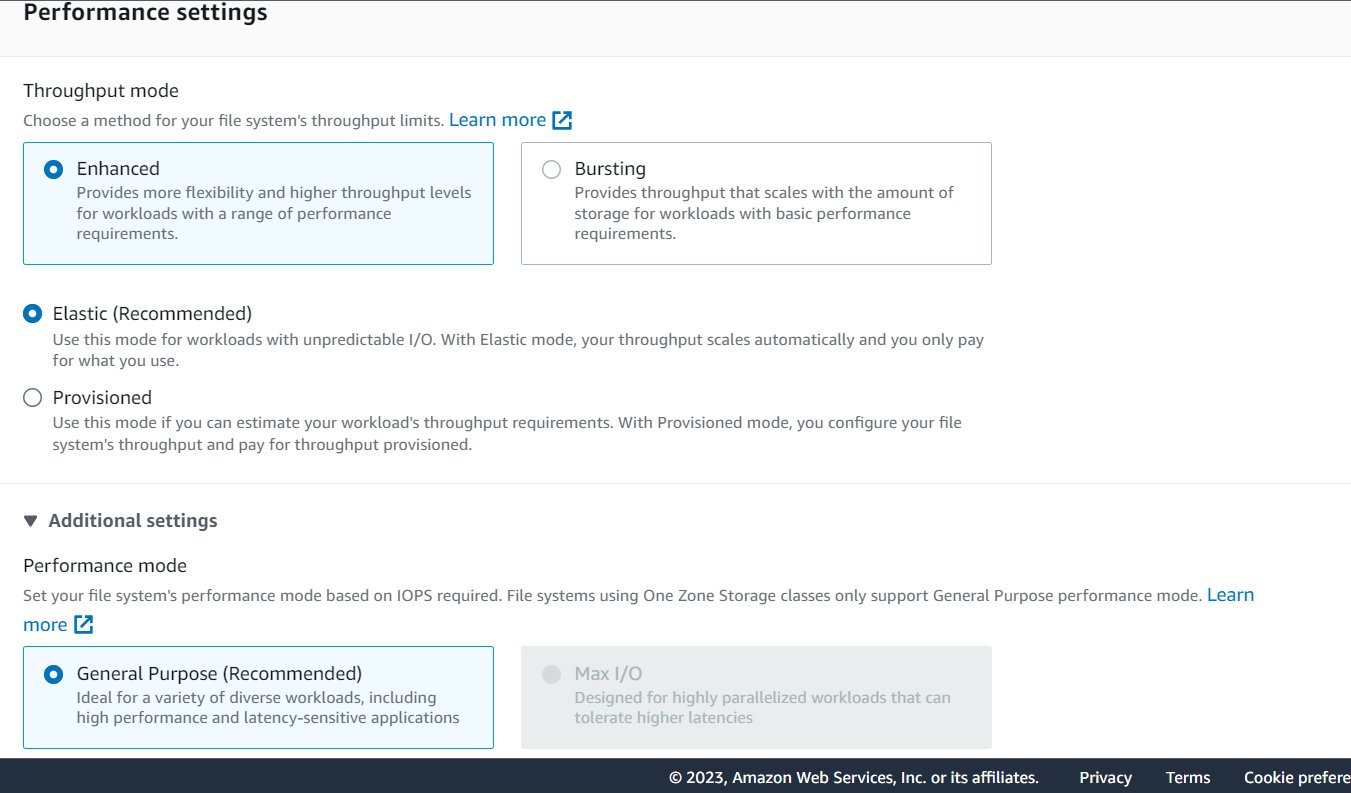 Performance settings
Throughput mode
Choose a method for your file system's throughput limits. Learn more
Enhanced
Provides more flexibility and higher throughput levels
for workloads with a range of performance
requirements.
Bursting
Provides throughput that scales with the amount of
storage for workloads with basic performance
requirements.
Elastic (Recommended)
Use this mode for workloads with unpredictable I/O. With Elastic mode, your throughput scales automatically and you only pay
for what you use.
Provisioned
Use this mode if you can estimate your workload's throughput requirements. With Provisioned mode, you configure your file
system's throughput and pay for throughput provisioned.
Additional settings
Performance mode
Set your file system's performance mode based on IOPS required. File systems using One Zone Storage classes only support General Purpose performance mode. Learn
more
General Purpose (Recommended)
Ideal for a variety of diverse workloads, including
high performance and latency-sensitive applications
Max I/O
Designed for highly parallelized workloads that can
tolerate higher latencies
© 2023, Amazon Web Services, Inc. or its affiliates. Privacy Terms Cookie prefere